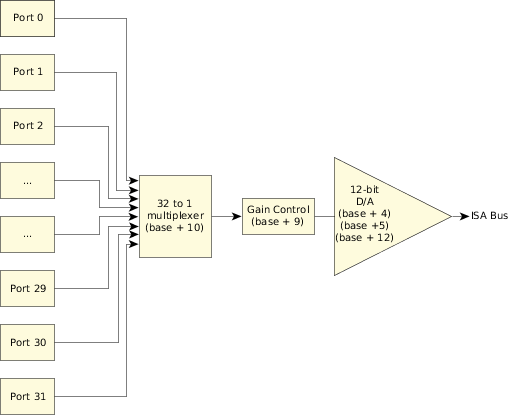 Port 0
Port 1
Port 2
...
...
Port 29
Port 30
Port 31
32 to 1
multiplexer
(base + 10)
Gain Control
(base + 9)
12-bit
D/A
(base + 4)
(base +5)
(base + 12)
ISA Bus